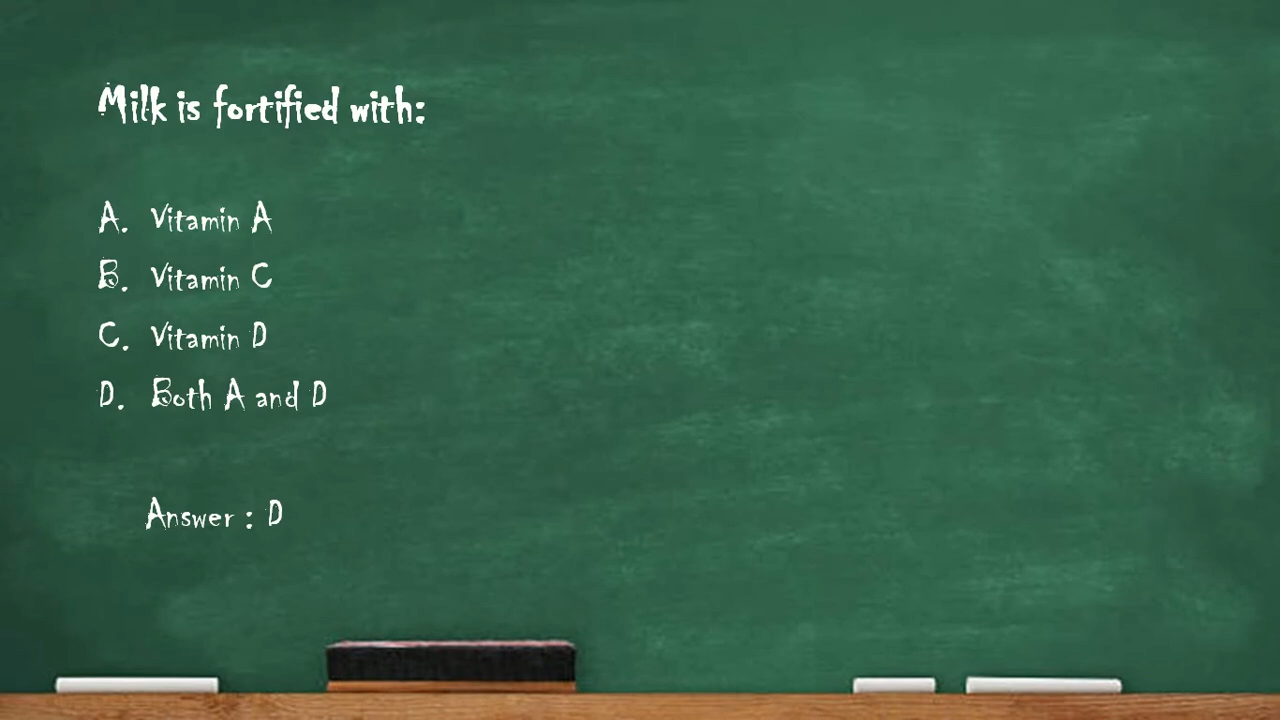 Milk is fortified with:
A. Vitamin A
B. Vitamin C
C. Vitamin D
D. Both A and D
Answer : D